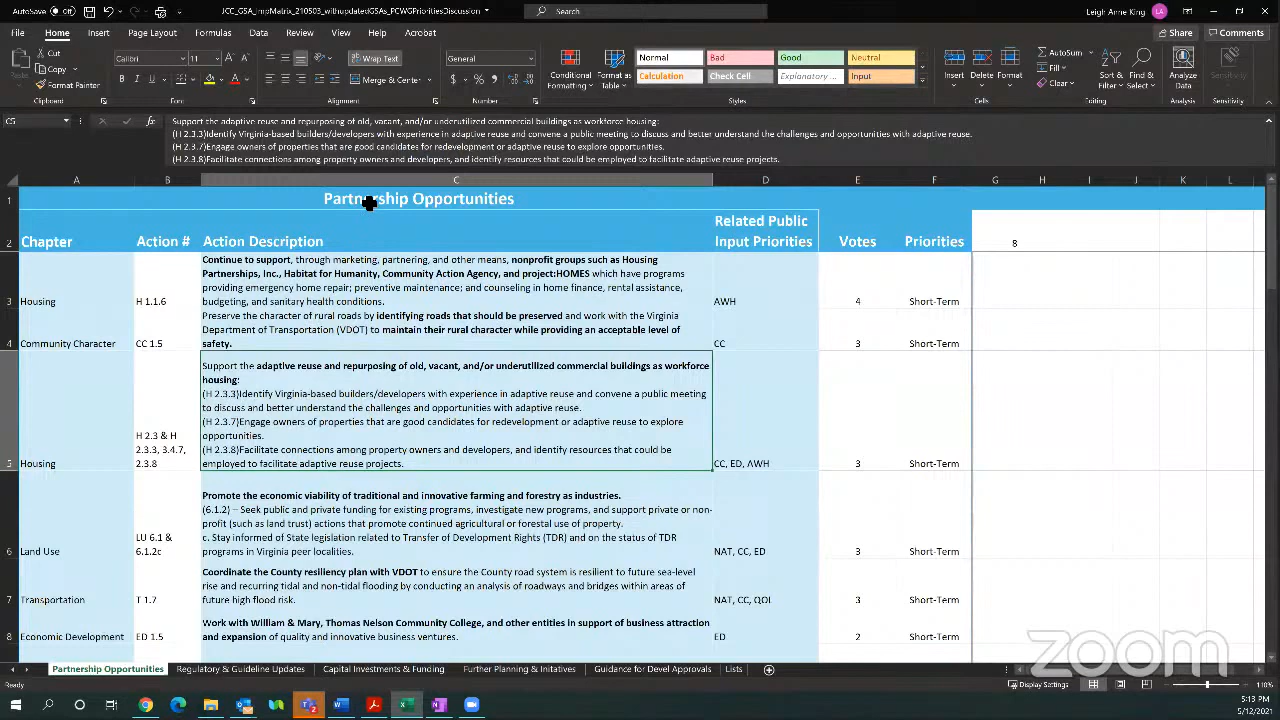 AutoSave Off JCC_GSA_ImpMatrix_210503_withupdatedGSAs_PCWGPrioritiesDiscussion Search Leigh Anne King LA
File Home Insert Page Layout Formulas Data Review View Help Acrobat Share Comments
Cut Calibri 11 Wrap Text General Normal Bad Good Neutral AutoSum
Copy Fill
Paste Format Painter B I U Merge & Center $ % Conditional Formatting Format as Table Calculation Check Cell Explanatory ... Input Insert Delete Format Clear Sort & Filter Find & Select Analyze Data Sensitivity
Clipboard Font Alignment Number Styles Cells Editing Analysis Sensitivity
C5 fx Support the adaptive reuse and repurposing of old, vacant, and/or underutilized commercial buildings as workforce housing:
(H 2.3.3)Identify Virginia-based builders/developers with experience in adaptive reuse and convene a public meeting to discuss and better understand the challenges and opportunities with adaptive reuse.
(H 2.3.7)Engage owners of properties that are good candidates for redevelopment or adaptive reuse to explore opportunities.
(H 2.3.8)Facilitate connections among property owners and developers, and identify resources that could be employed to facilitate adaptive reuse projects.
A B C D E F G H I J K L
1 Partnership Opportunities
2 Chapter Action # Action Description Related Public Input Priorities Votes Priorities 8
Continue to support, through marketing, partnering, and other means, nonprofit groups such as Housing
Partnerships, Inc., Habitat for Humanity, Community Action Agency, and project:HOMES which have programs
providing emergency home repair; preventive maintenance; and counseling in home finance, rental assistance,
3 Housing H 1.1.6 budgeting, and sanitary health conditions. AWH 4 Short-Term
Preserve the character of rural roads by identifying roads that should be preserved and work with the Virginia
Department of Transportation (VDOT) to maintain their rural character while providing an acceptable level of
4 Community Character CC 1.5 safety. CC 3 Short-Term
Support the adaptive reuse and repurposing of old, vacant, and/or underutilized commercial buildings as workforce
housing:
(H 2.3.3)Identify Virginia-based builders/developers with experience in adaptive reuse and convene a public meeting
to discuss and better understand the challenges and opportunities with adaptive reuse.
(H 2.3.7)Engage owners of properties that are good candidates for redevelopment or adaptive reuse to explore
opportunities.
(H 2.3.8)Facilitate connections among property owners and developers, and identify resources that could be
5 Housing H 2.3 & H 2.3.3, 3.4.7, 2.3.8 employed to facilitate adaptive reuse projects. CC, ED, AWH 3 Short-Term
Promote the economic viability of traditional and innovative farming and forestry as industries.
(6.1.2) – Seek public and private funding for existing programs, investigate new programs, and support private or non-
profit (such as land trust) actions that promote continued agricultural or forestal use of property.
c. Stay informed of State legislation related to Transfer of Development Rights (TDR) and on the status of TDR
6 Land Use LU 6.1 & 6.1.2c programs in Virginia peer localities. NAT, CC, ED 3 Short-Term
Coordinate the County resiliency plan with VDOT to ensure the County road system is resilient to future sea-level
rise and recurring tidal and non-tidal flooding by conducting an analysis of roadways and bridges within areas of
7 Transportation T 1.7 future high flood risk. NAT, CC, QOL 3 Short-Term
Work with William & Mary, Thomas Nelson Community College, and other entities in support of business attraction
8 Economic Development ED 1.5 and expansion of quality and innovative business ventures. ED 2 Short-Term
zoom
Partnership Opportunities Regulatory & Guideline Updates Capital Investments & Funding Further Planning & Initatives Guidance for Devel Approvals Lists
Ready Display Settings 110%
5:13 PM
5/12/2021